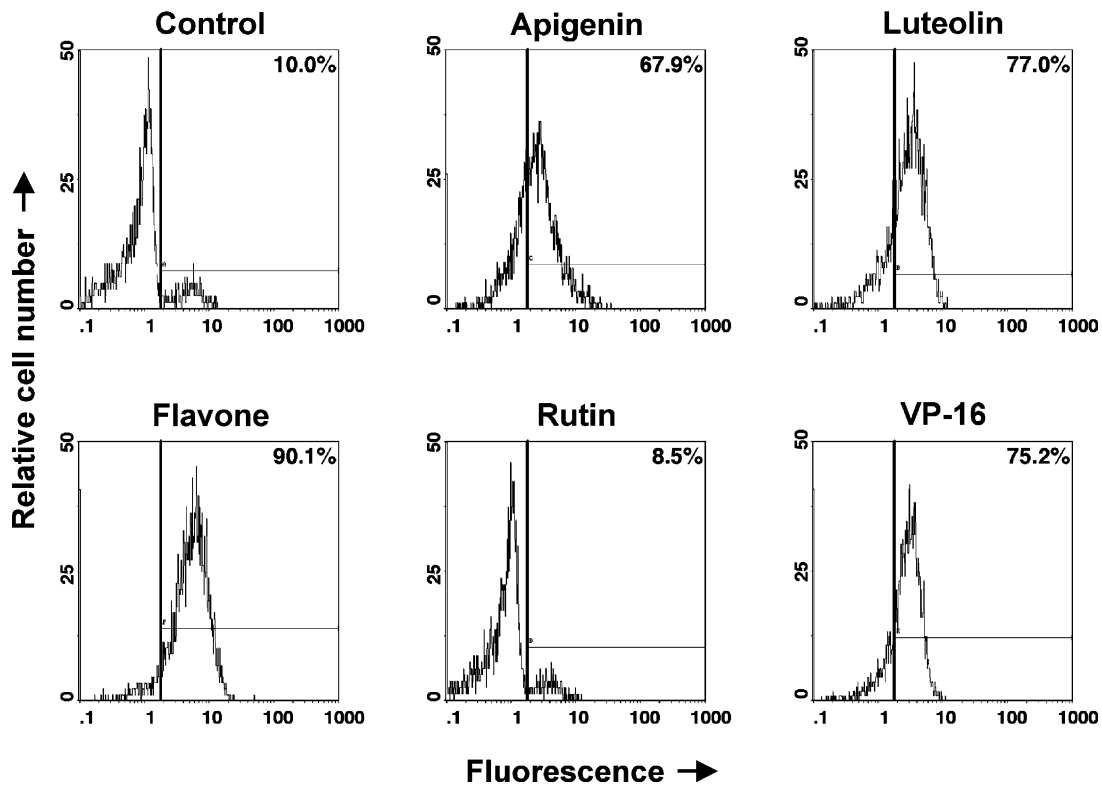 Control Apigenin Luteolin
50 10.0% 50 67.9% 50 77.0%
25 25 25
A C B
0 0 0
.1 1 10 100 1000 .1 1 10 100 1000 .1 1 10 100 1000
Flavone Rutin VP-16
50 90.1% 50 8.5% 50 75.2%
25 25 25
F D E
0 0 0
.1 1 10 100 1000 .1 1 10 100 1000 .1 1 10 100 1000
Relative cell number
Fluorescence